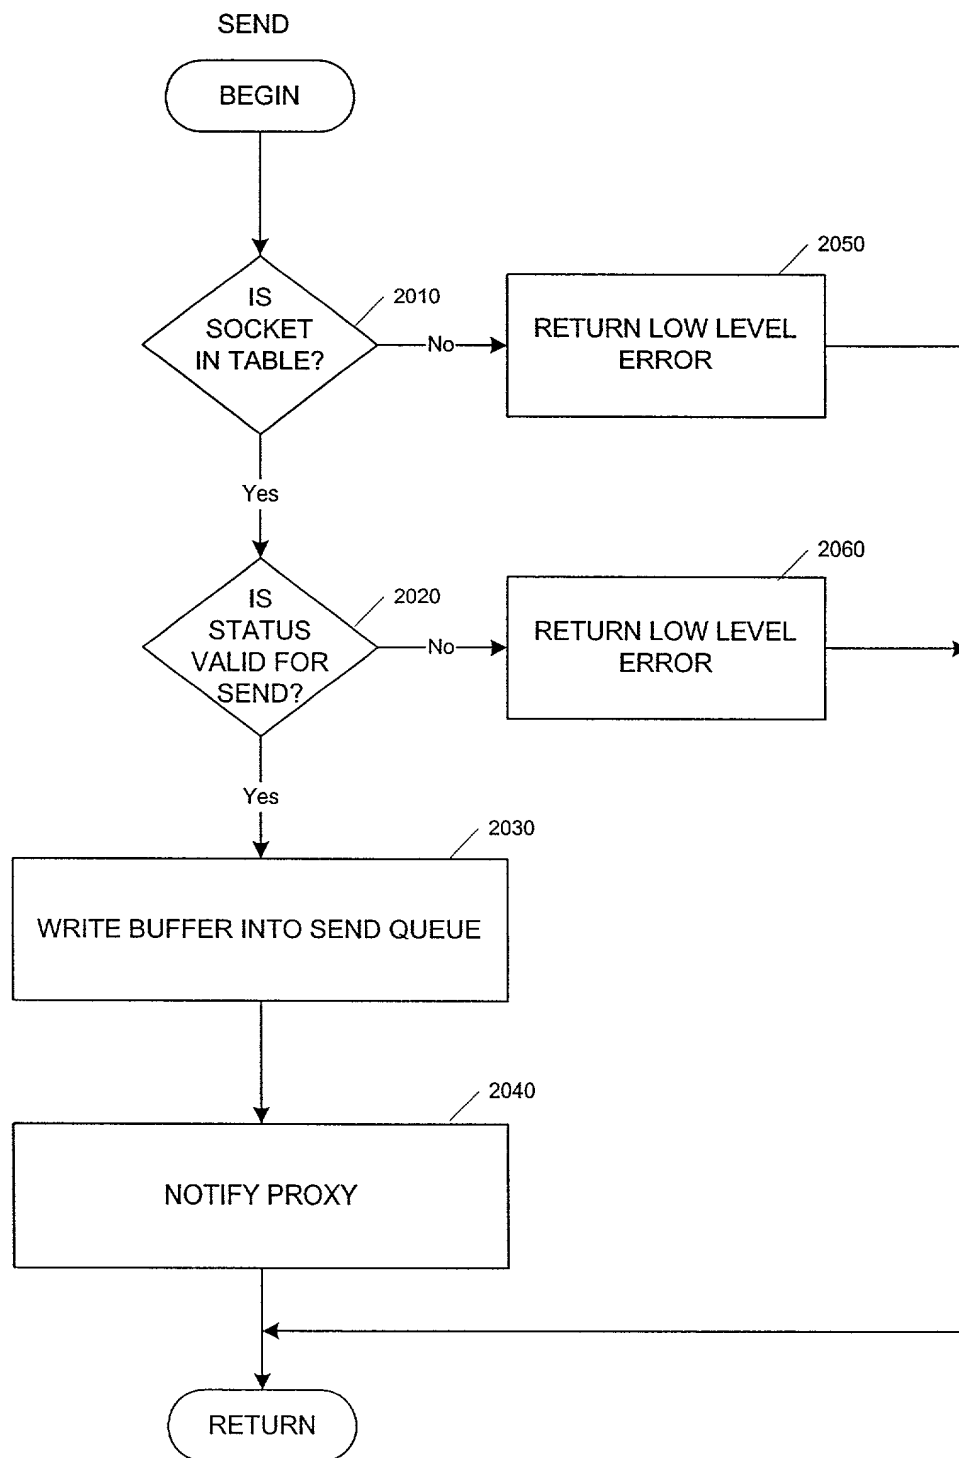 SEND
BEGIN
2050
IS
SOCKET
IN TABLE?
2010
No
RETURN LOW LEVEL
ERROR
Yes
2060
IS
STATUS
VALID FOR
SEND?
2020
No
RETURN LOW LEVEL
ERROR
Yes
2030
WRITE BUFFER INTO SEND QUEUE
2040
NOTIFY PROXY
RETURN